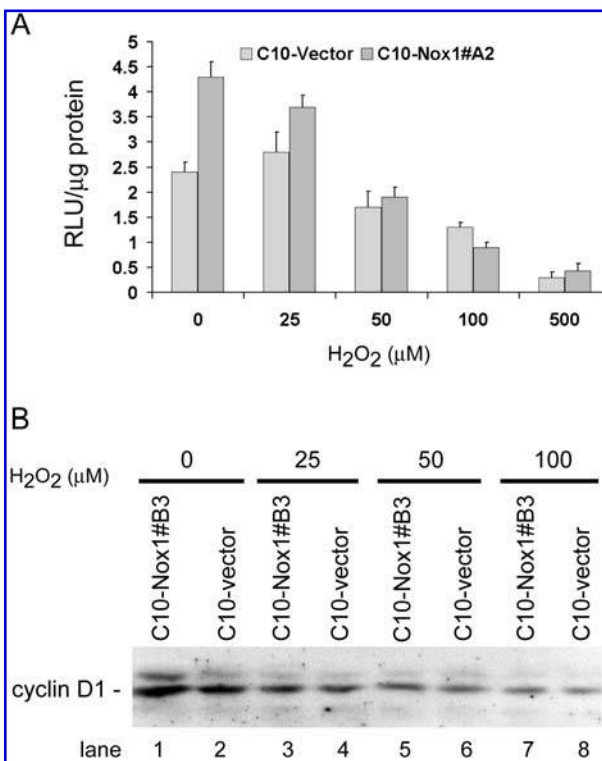 A
C10-Vector C10-Nox1#A2
5
4.5
4
3.5
3
2.5
2
1.5
1
0.5
0
RLU/µg protein
0 25 50 100 500
H₂O₂ (µM)
B
H₂O₂ (µM) 0 25 50 100
C10-Nox1#B3 C10-vector C10-Nox1#B3 C10-vector C10-Nox1#B3 C10-vector C10-Nox1#B3 C10-vector
cyclin D1 -
lane 1 2 3 4 5 6 7 8